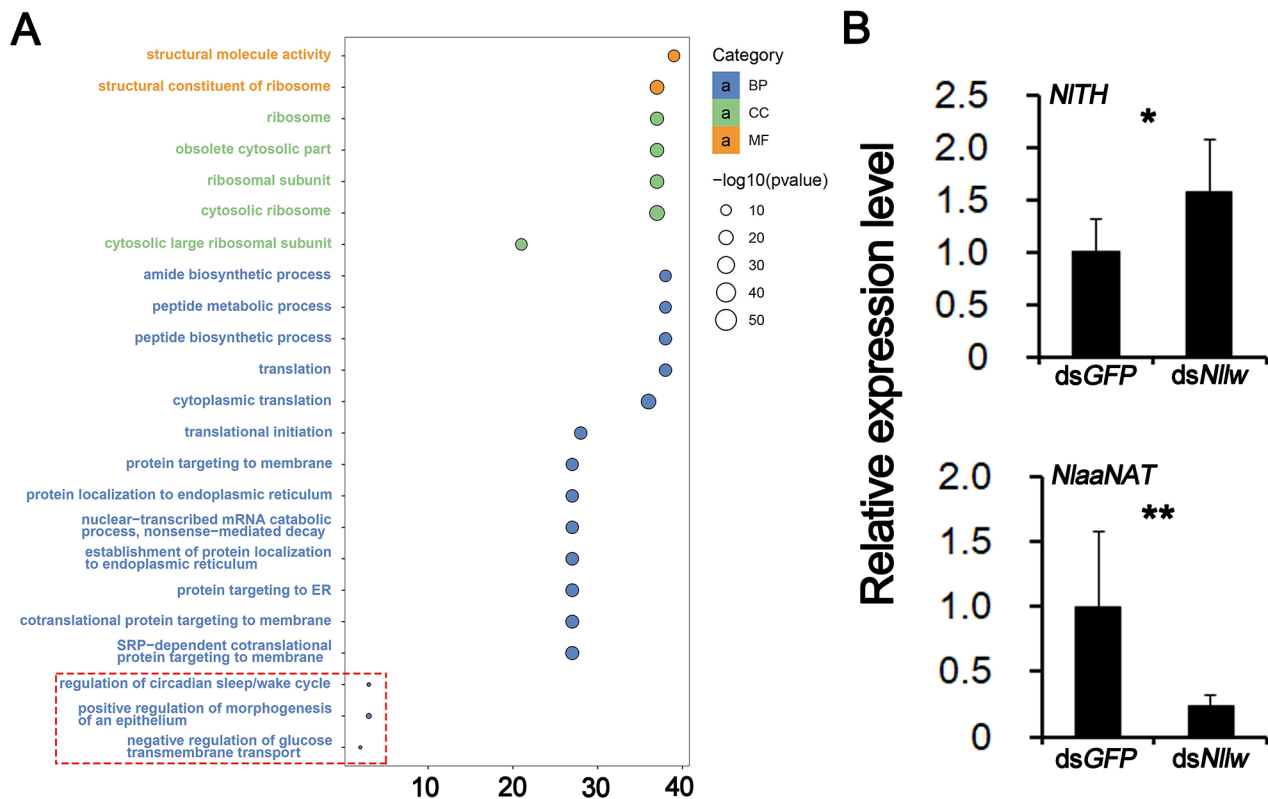 A
structural molecule activity
structural constituent of ribosome
ribosome
obsolete cytosolic part
ribosomal subunit
cytosolic ribosome
cytosolic large ribosomal subunit
amide biosynthetic process
peptide metabolic process
peptide biosynthetic process
translation
cytoplasmic translation
translational initiation
protein targeting to membrane
protein localization to endoplasmic reticulum
nuclear−transcribed mRNA catabolic
process, nonsense−mediated decay
establishment of protein localization
to endoplasmic reticulum
protein targeting to ER
cotranslational protein targeting to membrane
SRP−dependent cotranslational
protein targeting to membrane
regulation of circadian sleep/wake cycle
positive regulation of morphogenesis
of an epithelium
negative regulation of glucose
transmembrane transport
10 20 30 40
Category
a BP
a CC
a MF
−log10(pvalue)
10
20
30
40
50
B
Relative expression level
NlTH
*
2.5
2.0
1.5
1.0
0.5
0
dsGFP dsNllw
NlaaNAT
**
2.0
1.5
1.0
0.5
0
dsGFP dsNllw